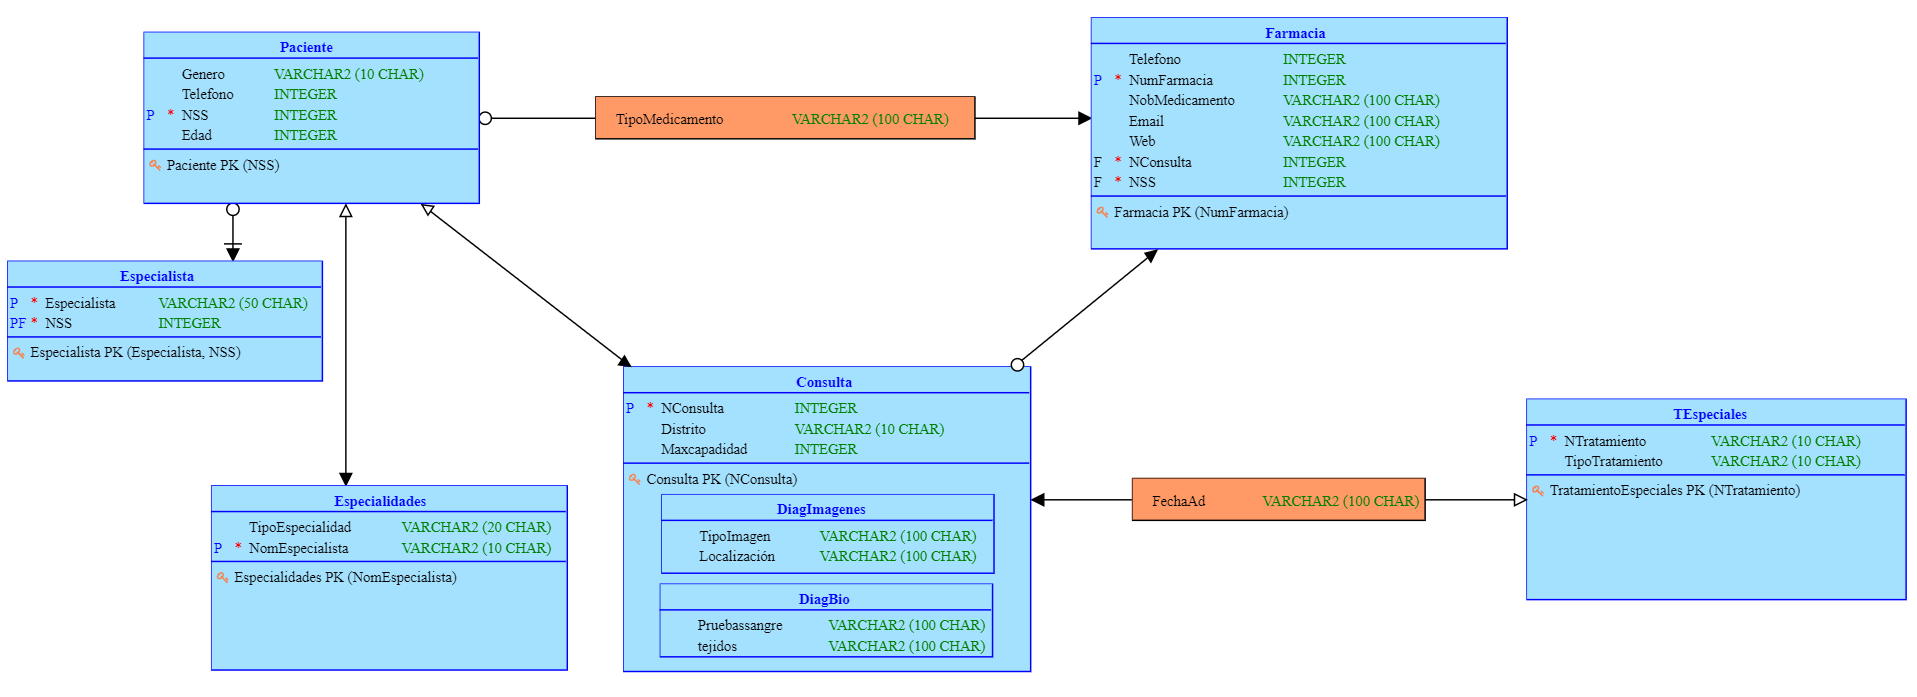 Paciente
Genero VARCHAR2 (10 CHAR)
Telefono INTEGER
P * NSS INTEGER
Edad INTEGER
Paciente PK (NSS)
TipoMedicamento VARCHAR2 (100 CHAR)
Farmacia
Telefono INTEGER
P * NumFarmacia INTEGER
NobMedicamento VARCHAR2 (100 CHAR)
Email VARCHAR2 (100 CHAR)
Web VARCHAR2 (100 CHAR)
F * NConsulta INTEGER
F * NSS INTEGER
Farmacia PK (NumFarmacia)
Especialista
P * Especialista VARCHAR2 (50 CHAR)
PF * NSS INTEGER
Especialista PK (Especialista, NSS)
Especialidades
TipoEspecialidad VARCHAR2 (20 CHAR)
P * NomEspecialista VARCHAR2 (10 CHAR)
Especialidades PK (NomEspecialista)
Consulta
P * NConsulta INTEGER
Distrito VARCHAR2 (10 CHAR)
Maxcapadidad INTEGER
Consulta PK (NConsulta)
DiagImagenes
TipoImagen VARCHAR2 (100 CHAR)
Localización VARCHAR2 (100 CHAR)
DiagBio
Pruebassangre VARCHAR2 (100 CHAR)
tejidos VARCHAR2 (100 CHAR)
FechaAd VARCHAR2 (100 CHAR)
TEspeciales
P * NTratamiento VARCHAR2 (10 CHAR)
TipoTratamiento VARCHAR2 (10 CHAR)
TratamientoEspeciales PK (NTratamiento)